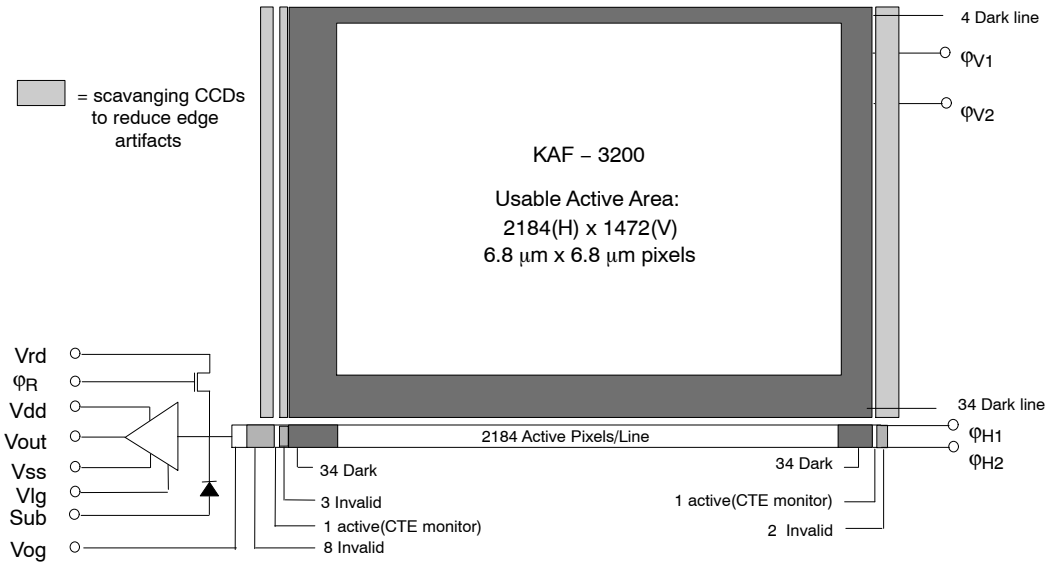 4 Dark line
φV1
φV2
= scavanging CCDs
to reduce edge
artifacts
KAF – 3200
Usable Active Area:
2184(H) x 1472(V)
6.8 μm x 6.8 μm pixels
Vrd
φR
Vdd
Vout
Vss
Vlg
Sub
Vog
34 Dark line
φH1
φH2
2184 Active Pixels/Line
34 Dark
3 Invalid
1 active(CTE monitor)
8 Invalid
34 Dark
1 active(CTE monitor)
2 Invalid